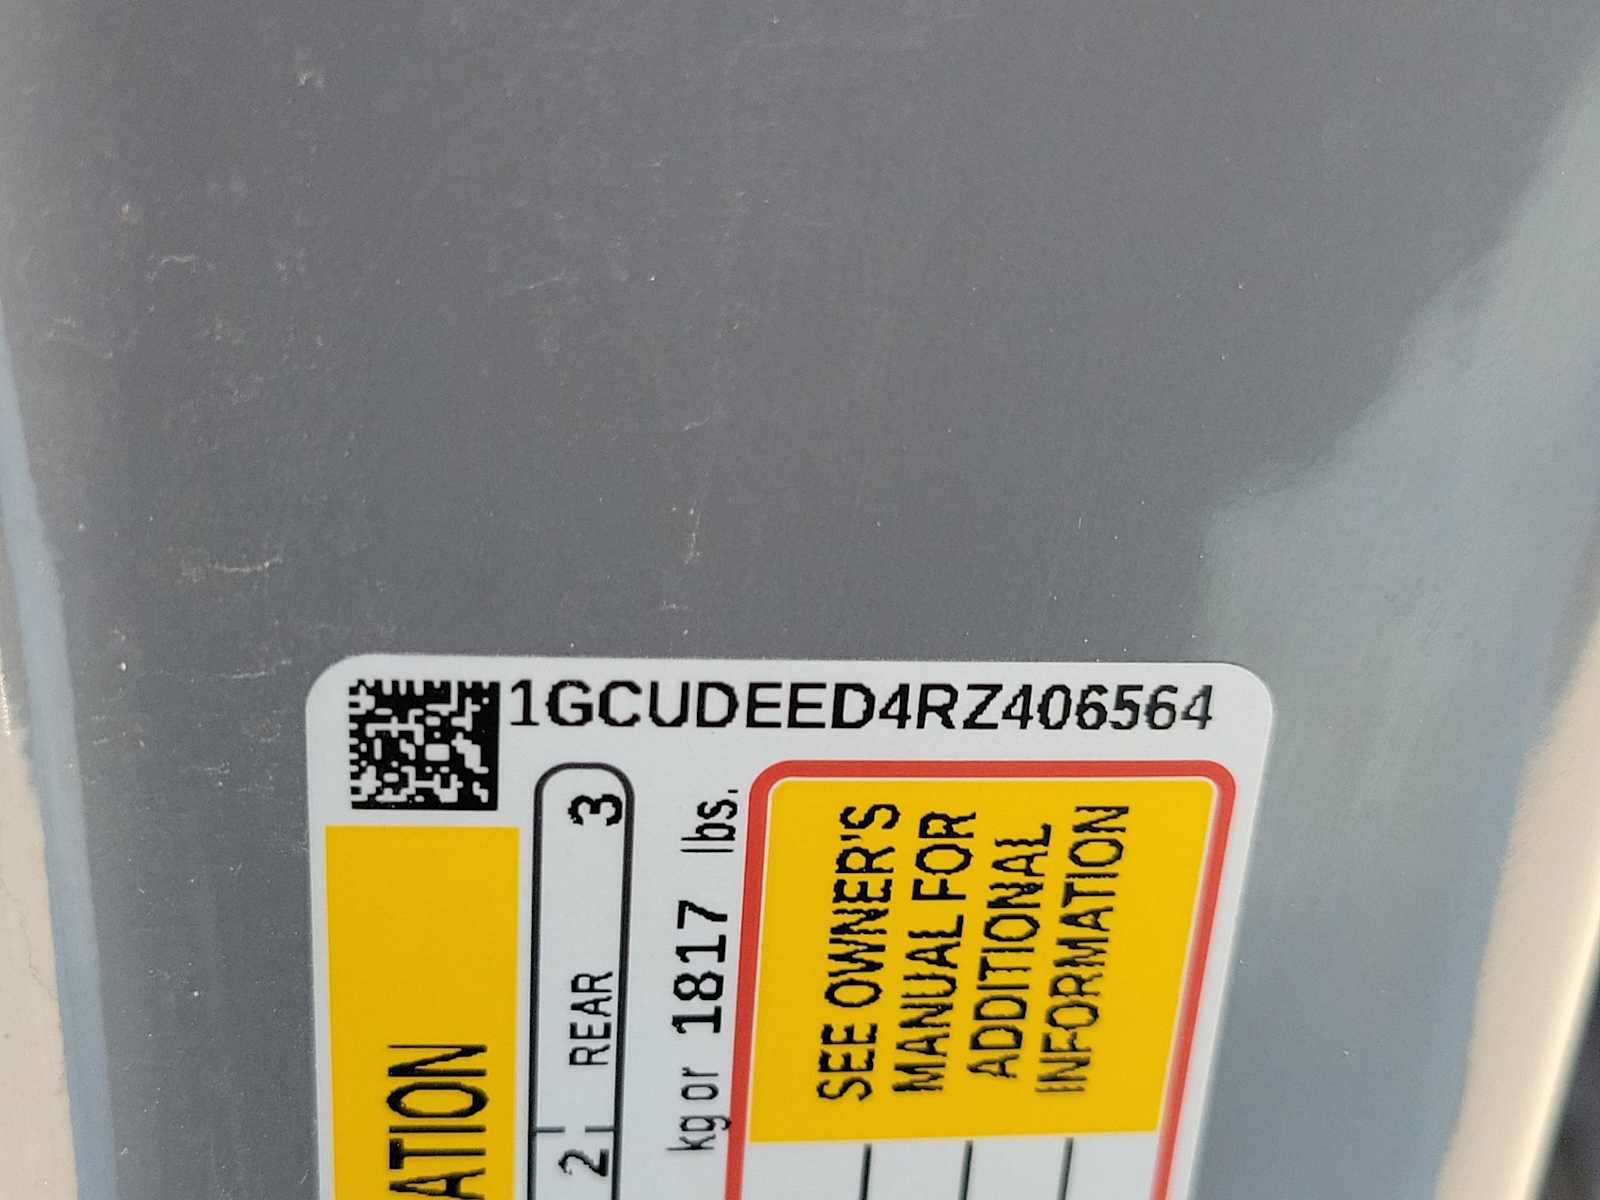 1GCUDEED4RZ406564
ATION
2 REAR 3
kg or 1817 lbs.
SEE OWNER'S
MANUAL FOR
ADDITIONAL
INFORMATION